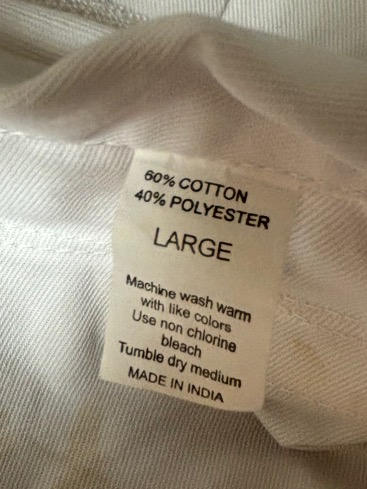 60% COTTON
40% POLYESTER
LARGE
Machine wash warm
with like colors
Use non chlorine
bleach
Tumble dry medium
MADE IN INDIA